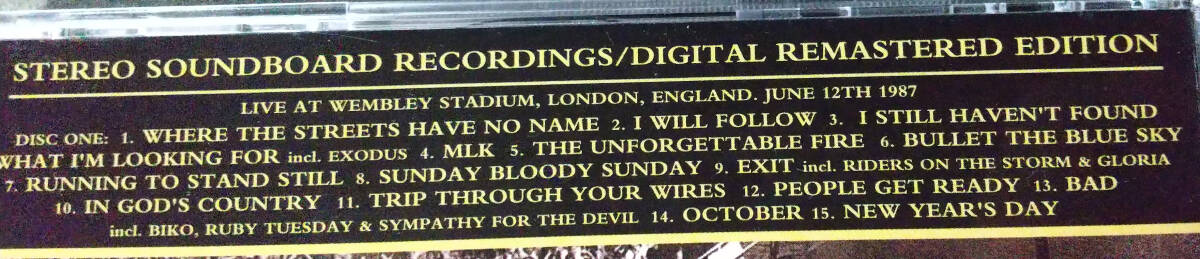 STEREO SOUNDBOARD RECORDINGS/DIGITAL REMASTERED EDITION
LIVE AT WEMBLEY STADIUM, LONDON, ENGLAND. JUNE 12TH 1987
DISC ONE: 1. WHERE THE STREETS HAVE NO NAME 2. I WILL FOLLOW 3. I STILL HAVEN'T FOUND
WHAT I'M LOOKING FOR incl. EXODUS 4. MLK 5. THE UNFORGETTABLE FIRE 6. BULLET THE BLUE SKY
7. RUNNING TO STAND STILL 8. SUNDAY BLOODY SUNDAY 9. EXIT incl. RIDERS ON THE STORM & GLORIA
10. IN GOD'S COUNTRY 11. TRIP THROUGH YOUR WIRES 12. PEOPLE GET READY 13. BAD
incl. BIKO, RUBY TUESDAY & SYMPATHY FOR THE DEVIL 14. OCTOBER 15. NEW YEAR'S DAY